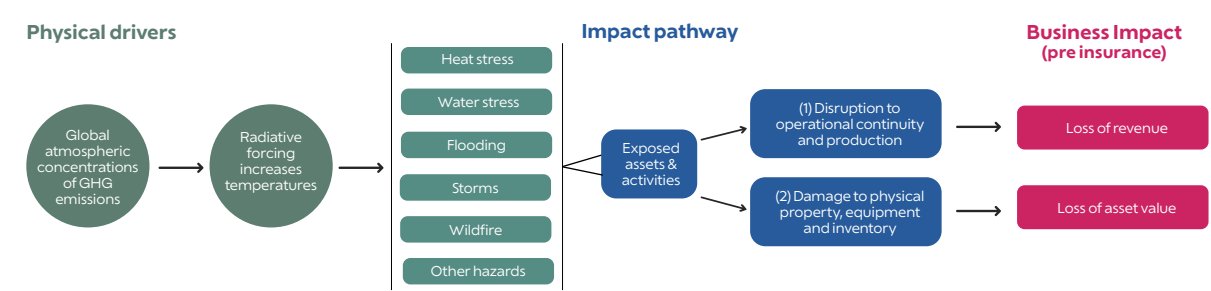 Physical drivers
Impact pathway
Business Impact
(pre insurance)
Global
atmospheric
concentrations
of GHG
emissions
Radiative
forcing
increases
temperatures
Heat stress
Water stress
Flooding
Storms
Wildfire
Other hazards
Exposed
assets &
activities
(1) Disruption to
operational continuity
and production
(2) Damage to physical
property, equipment
and inventory
Loss of revenue
Loss of asset value